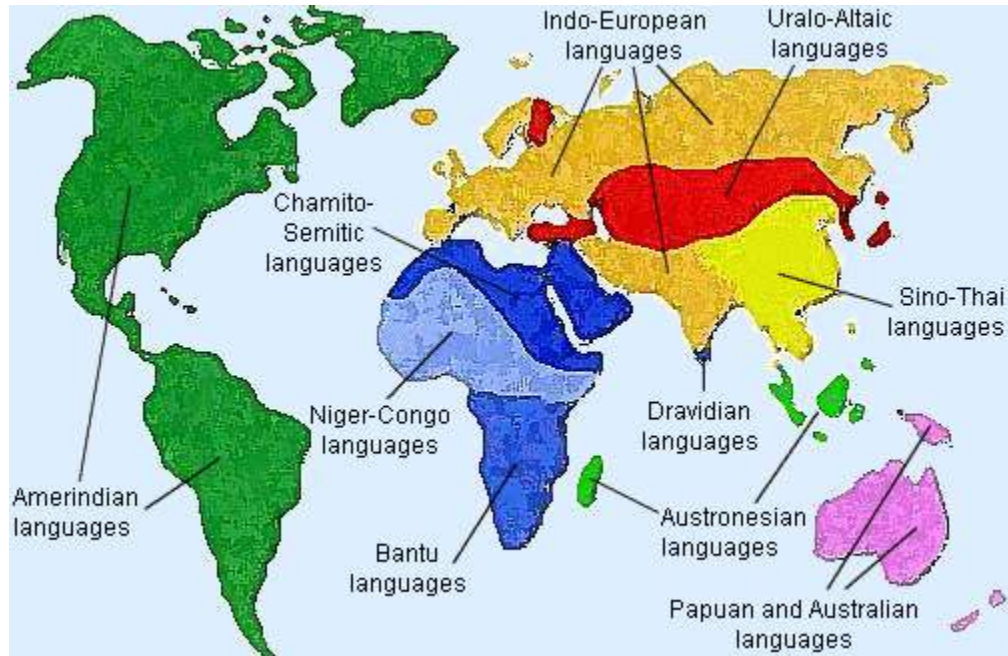 Indo-European
languages
Uralo-Altaic
languages
Chamito-
Semitic
languages
Sino-Thai
languages
Niger-Congo
languages
Dravidian
languages
Amerindian
languages
Austronesian
languages
Bantu
languages
Papuan and Australian
languages